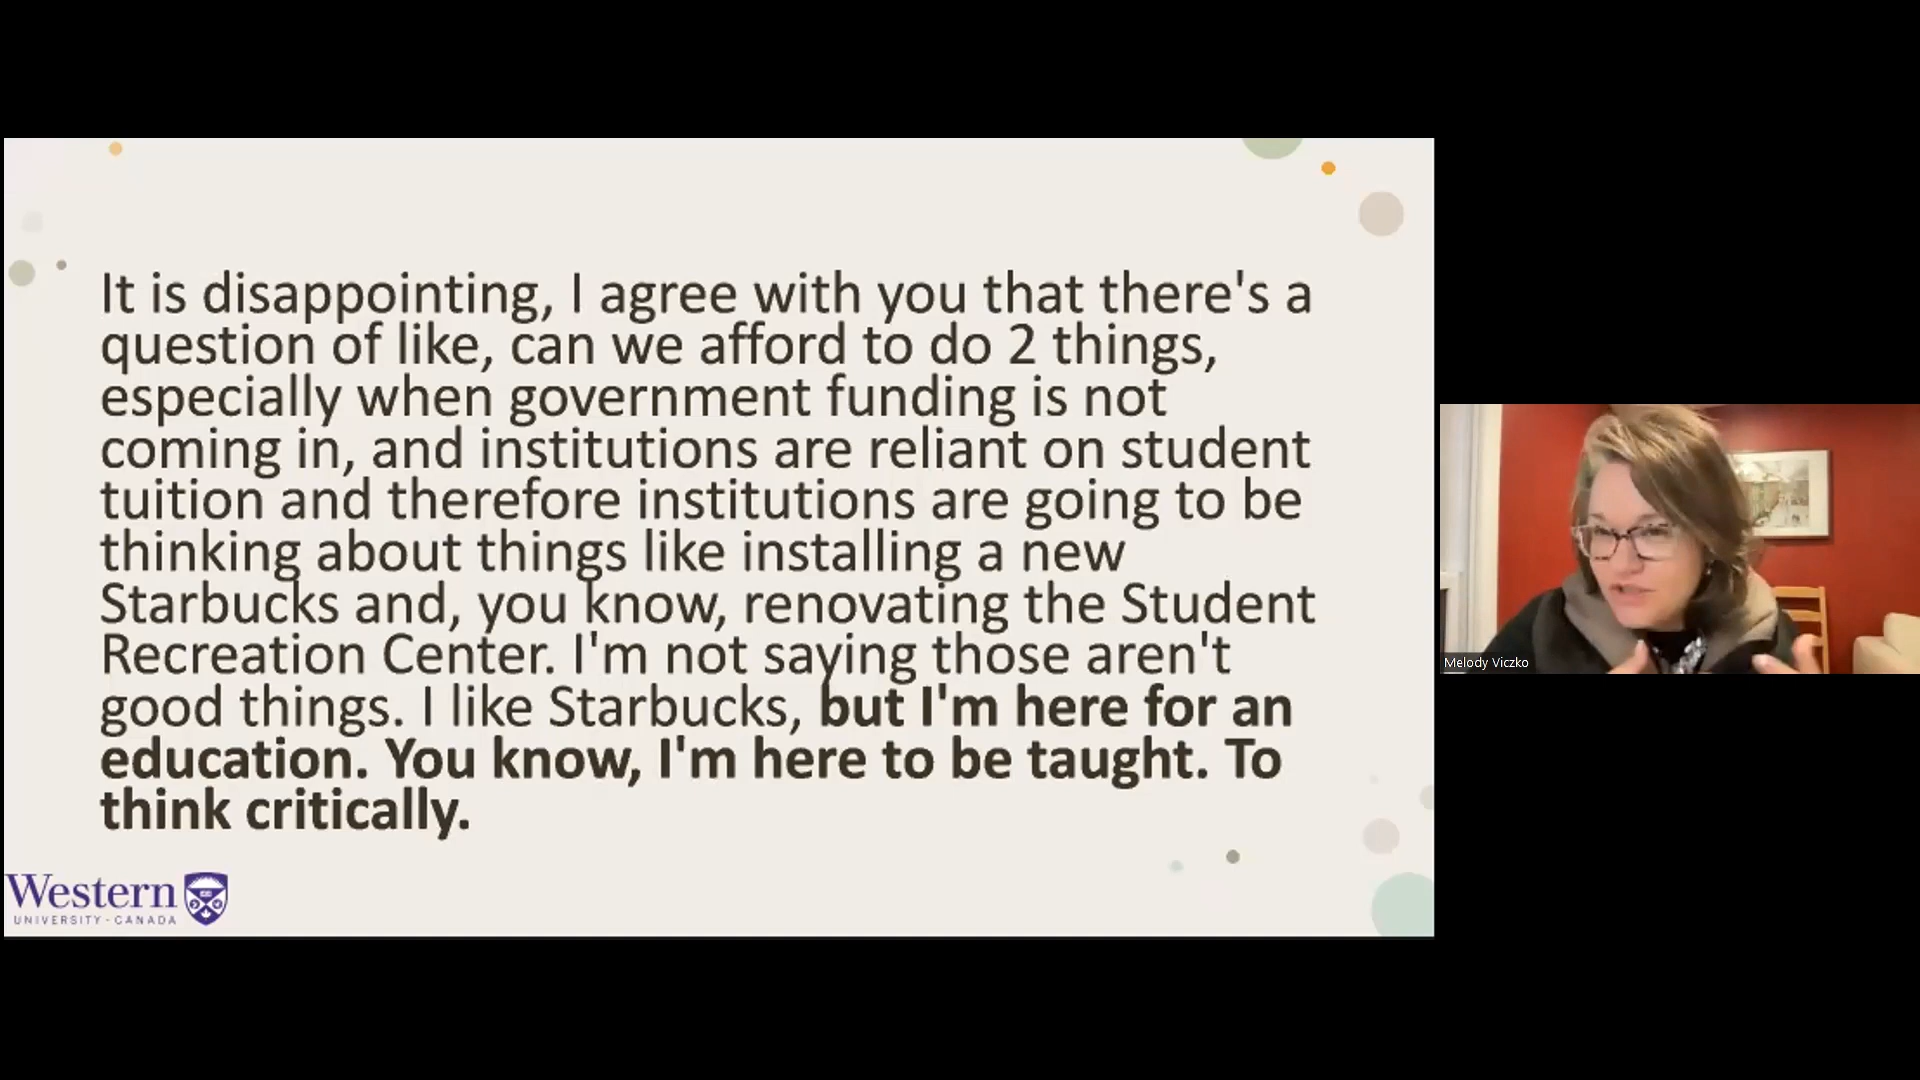 It is disappointing, I agree with you that there's a
question of like, can we afford to do 2 things,
especially when government funding is not
coming in, and institutions are reliant on student
tuition and therefore institutions are going to be
thinking about things like installing a new
Starbucks and, you know, renovating the Student
Recreation Center. I'm not saying those aren't
good things. I like Starbucks, but I'm here for an
education. You know, I'm here to be taught. To
think critically.
Western
UNIVERSITY · CANADA
Melody Viczko